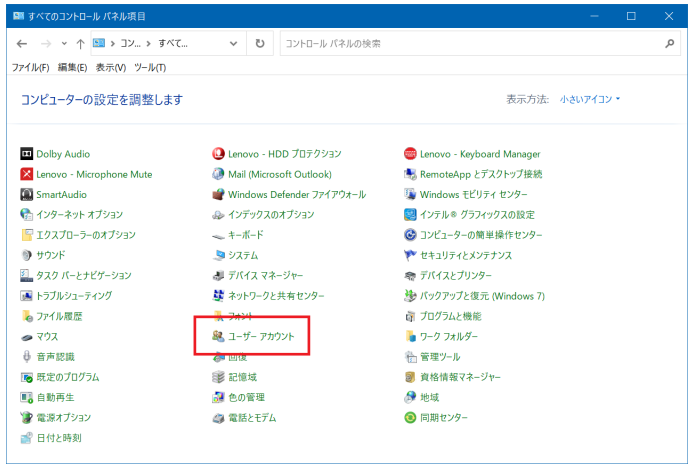 すべてのコントロール パネル項目
コン... すべて... コントロール パネルの検索
ファイル(F) 編集(E) 表示(V) ツール(T)
コンピューターの設定を調整します 表示方法: 小さいアイコン
Dolby Audio Lenovo - HDD プロテクション Lenovo - Keyboard Manager
Lenovo - Microphone Mute Mail (Microsoft Outlook) RemoteApp とデスクトップ接続
SmartAudio Windows Defender ファイアウォール Windows モビリティ センター
インターネット オプション インデックスのオプション インテル® グラフィックスの設定
エクスプローラーのオプション キーボード コンピューターの簡単操作センター
サウンド システム セキュリティとメンテナンス
タスク バーとナビゲーション デバイス マネージャー デバイスとプリンター
トラブルシューティング ネットワークと共有センター バックアップと復元 (Windows 7)
ファイル履歴 フォント プログラムと機能
マウス ユーザー アカウント ワーク フォルダー
音声認識 回復 管理ツール
既定のプログラム 記憶域 資格情報マネージャー
自動再生 色の管理 地域
電源オプション 電話とモデム 同期センター
日付と時刻